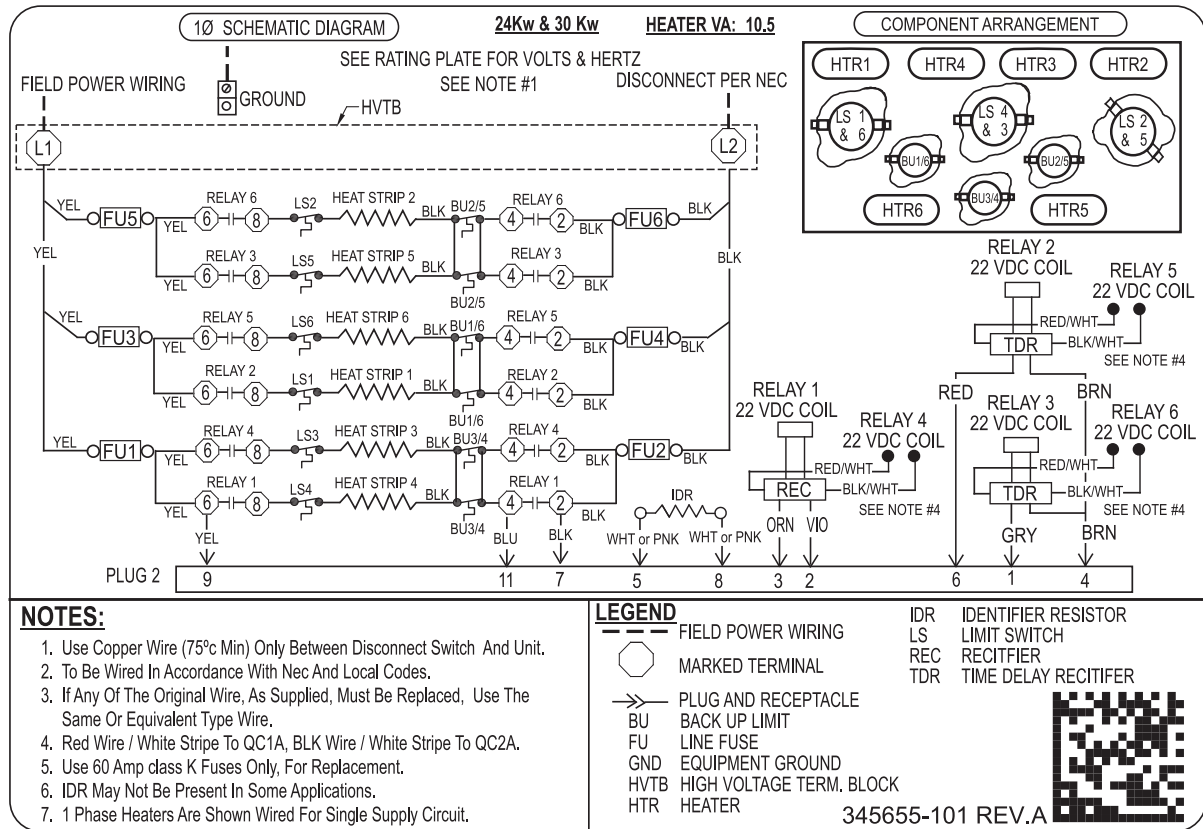 1Ø SCHEMATIC DIAGRAM
24Kw & 30 Kw
HEATER VA: 10.5
SEE RATING PLATE FOR VOLTS & HERTZ
SEE NOTE #1
FIELD POWER WIRING
GROUND
HVTB
DISCONNECT PER NEC
L1
L2
COMPONENT ARRANGEMENT
HTR1
HTR4
HTR3
HTR2
LS 1 & 6
LS 4 & 3
LS 2 & 5
BU1/6
BU2/5
BU3/4
HTR6
HTR5
YEL
YEL
FU5
YEL
RELAY 6
6
8
LS2
HEAT STRIP 2
BLK
BU2/5
RELAY 6
4
2
BLK
FU6
BLK
BLK
YEL
RELAY 3
6
8
LS5
HEAT STRIP 5
BLK
BU2/5
RELAY 3
4
2
BLK
YEL
FU3
YEL
RELAY 5
6
8
LS6
HEAT STRIP 6
BLK
BU1/6
RELAY 5
4
2
BLK
FU4
BLK
YEL
RELAY 2
6
8
LS1
HEAT STRIP 1
BLK
BU1/6
RELAY 2
4
2
BLK
YEL
FU1
YEL
RELAY 4
6
8
LS3
HEAT STRIP 3
BLK
BU3/4
RELAY 4
4
2
BLK
FU2
BLK
YEL
RELAY 1
6
8
LS4
HEAT STRIP 4
BLK
BU3/4
RELAY 1
4
2
BLK
YEL
BLU
BLK
IDR
WHT or PNK
WHT or PNK
RELAY 1
22 VDC COIL
RELAY 4
22 VDC COIL
RED/WHT
BLK/WHT
REC
SEE NOTE #4
ORN
VIO
RELAY 2
22 VDC COIL
RELAY 5
22 VDC COIL
RED/WHT
BLK/WHT
TDR
SEE NOTE #4
RED
BRN
RELAY 3
22 VDC COIL
RELAY 6
22 VDC COIL
RED/WHT
BLK/WHT
TDR
SEE NOTE #4
GRY
BRN
PLUG 2
9
11
7
5
8
3
2
6
1
4
NOTES:
1. Use Copper Wire (75ºc Min) Only Between Disconnect Switch And Unit.
2. To Be Wired In Accordance With Nec And Local Codes.
3. If Any Of The Original Wire, As Supplied, Must Be Replaced, Use The
Same Or Equivalent Type Wire.
4. Red Wire / White Stripe To QC1A, BLK Wire / White Stripe To QC2A.
5. Use 60 Amp class K Fuses Only, For Replacement.
6. IDR May Not Be Present In Some Applications.
7. 1 Phase Heaters Are Shown Wired For Single Supply Circuit.
LEGEND
FIELD POWER WIRING
MARKED TERMINAL
PLUG AND RECEPTACLE
BU BACK UP LIMIT
FU LINE FUSE
GND EQUIPMENT GROUND
HVTB HIGH VOLTAGE TERM. BLOCK
HTR HEATER
IDR IDENTIFIER RESISTOR
LS LIMIT SWITCH
REC RECITFIER
TDR TIME DELAY RECITIFER
345655-101 REV.A